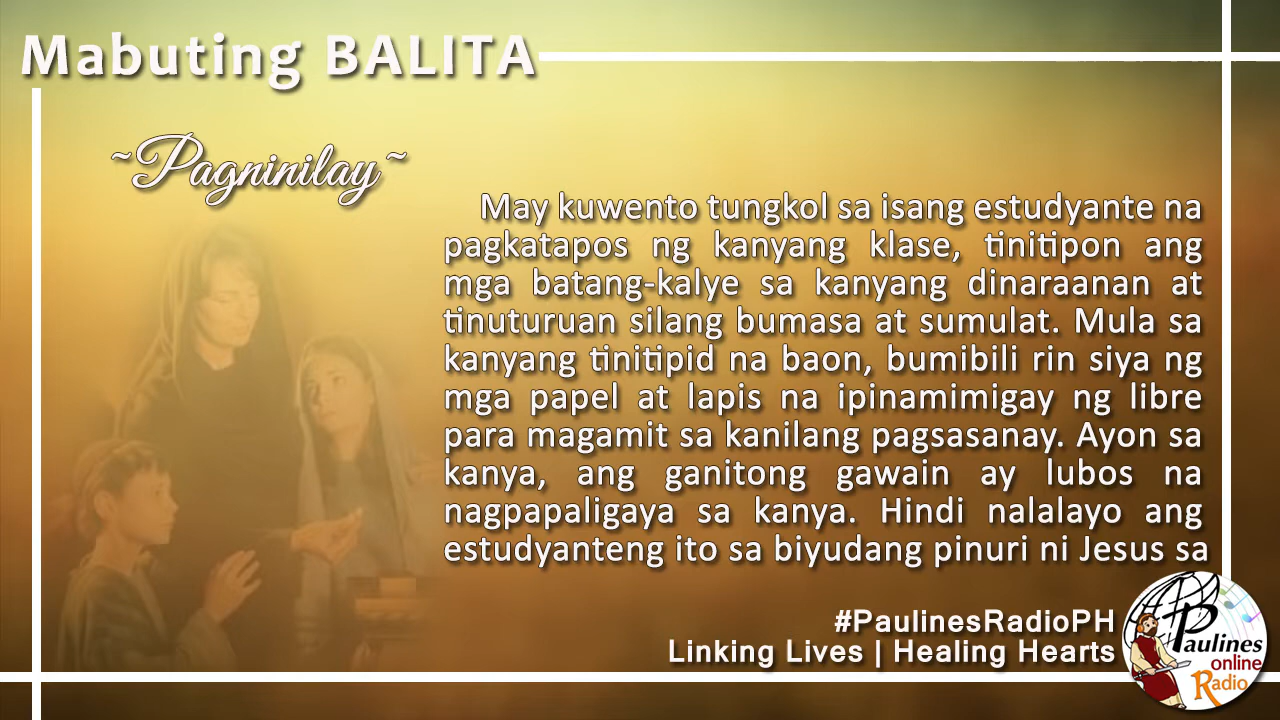 Mabuting BALITA
~Pagninilay~
May kuwento tungkol sa isang estudyante na
pagkatapos ng kanyang klase, tinitipon ang
mga batang-kalye sa kanyang dinaraanan at
tinuturuan silang bumasa at sumulat. Mula sa
kanyang tinitipid na baon, bumibili rin siya ng
mga papel at lapis na ipinamimigay ng libre
para magamit sa kanilang pagsasanay. Ayon sa
kanya, ang ganitong gawain ay lubos na
nagpapaligaya sa kanya. Hindi nalalayo ang
estudyanteng ito sa biyudang pinuri ni Jesus sa
#PaulinesRadioPH
Linking Lives | Healing Hearts
Paulines
online
Radio